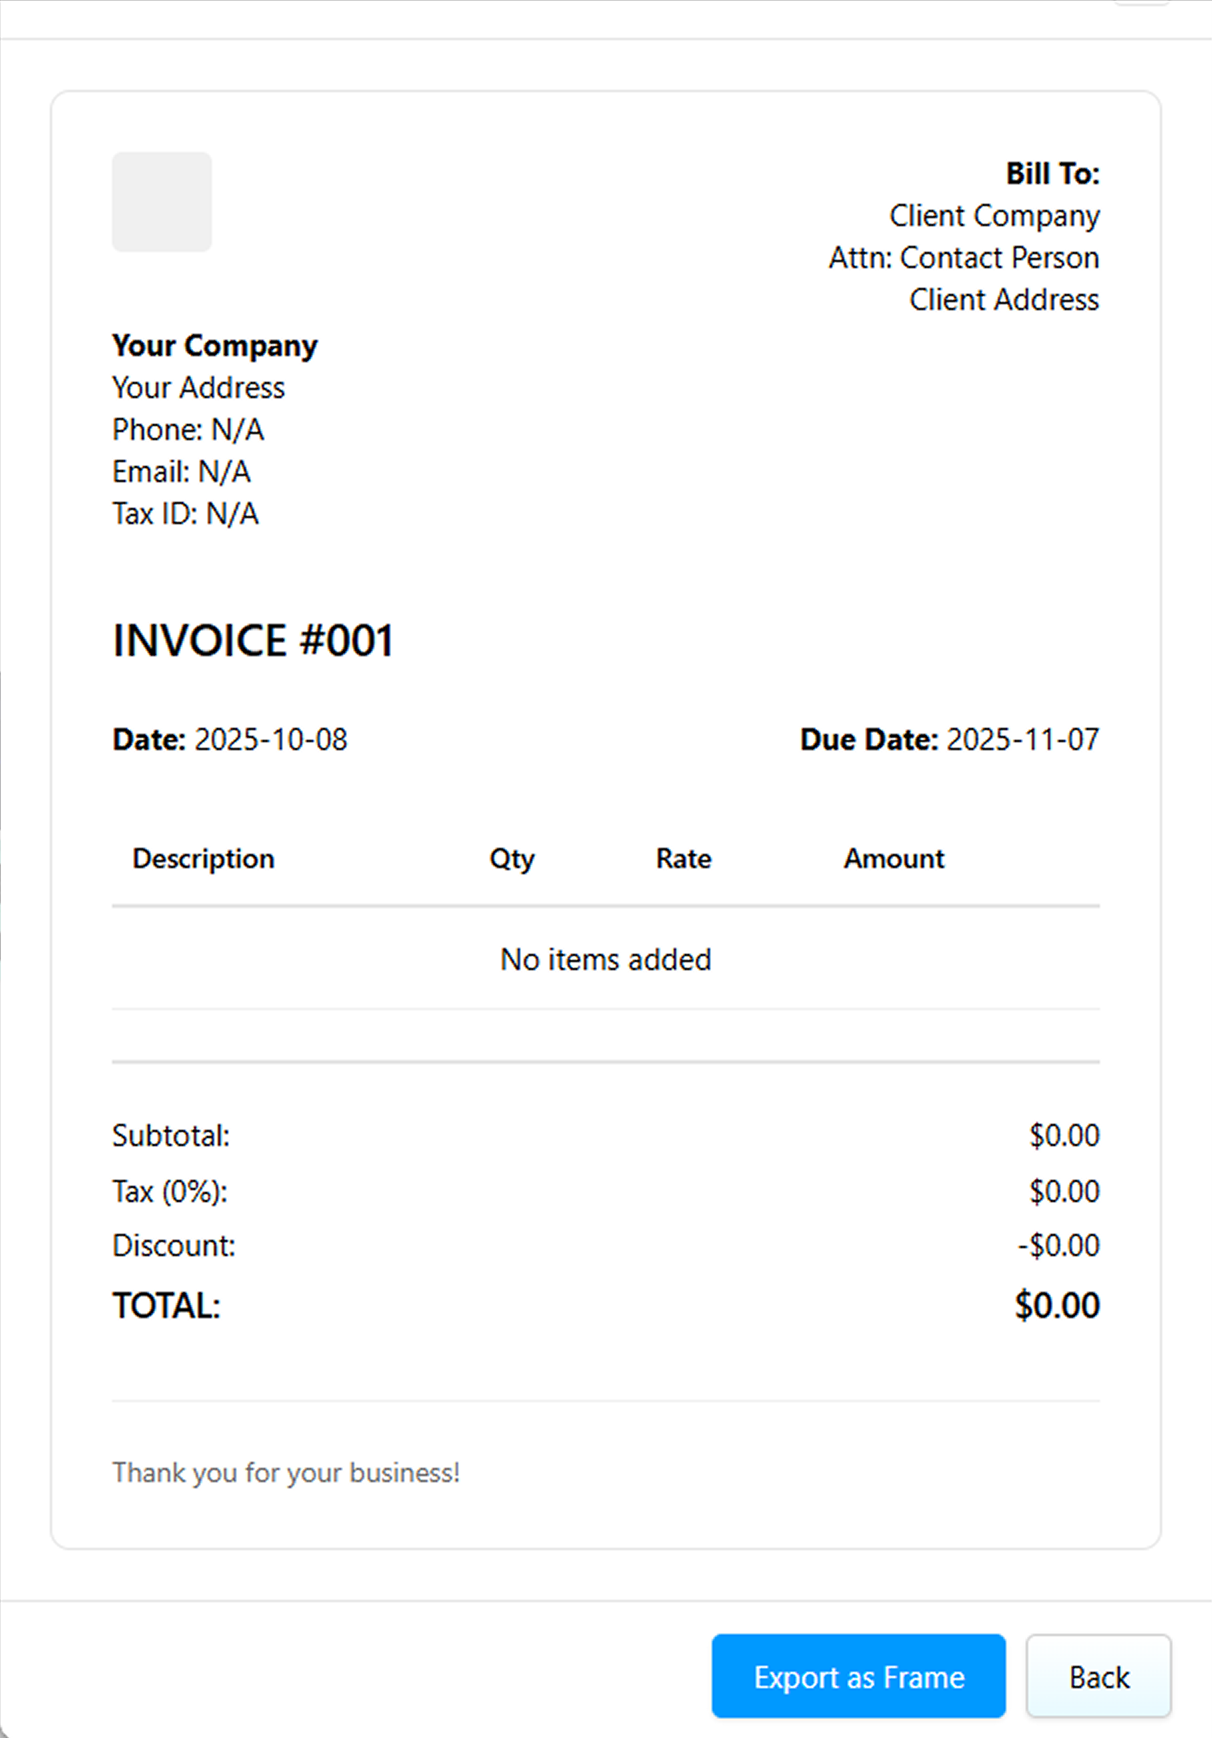 Bill To:
Client Company
Attn: Contact Person
Client Address
Your Company
Your Address
Phone: N/A
Email: N/A
Tax ID: N/A
INVOICE #001
Date: 2025-10-08 Due Date: 2025-11-07
Description Qty Rate Amount
No items added
Subtotal: $0.00
Tax (0%): $0.00
Discount: -$0.00
TOTAL: $0.00
Thank you for your business!
Export as Frame Back